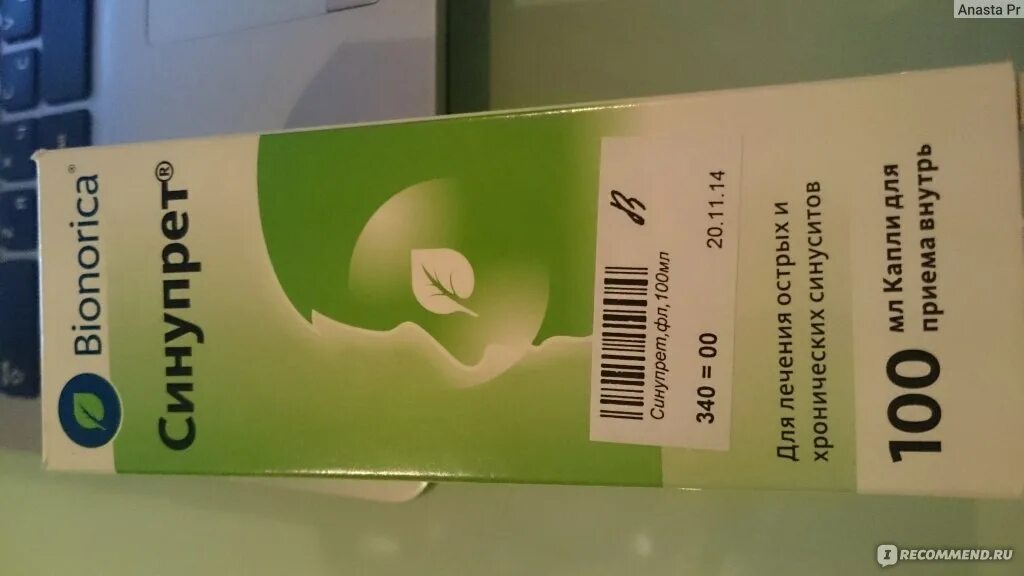 Anasta Pr
Bionorica®
Синупрет®
В
20.11.14
Синупрет,фл,100мл
340 = 00
Для лечения острых и
хронических синуситов
100 мл Капли для
приема внутрь
IRECOMMEND.RU